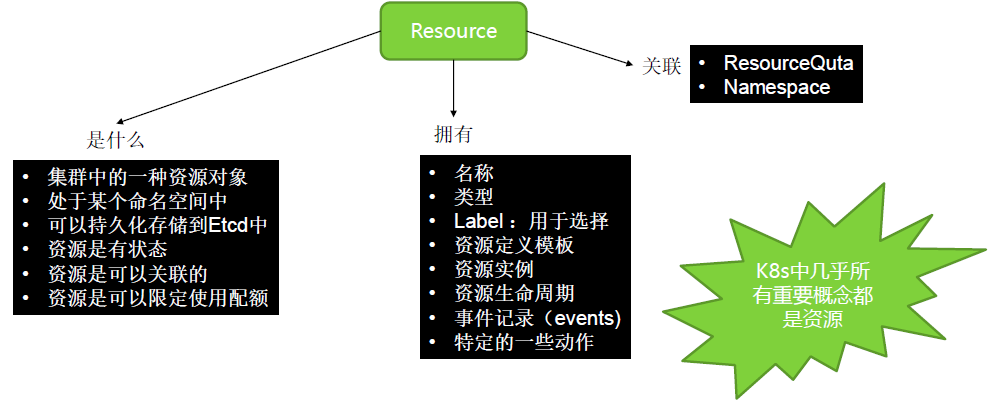 Resource
关联
• ResourceQuta
• Namespace
是什么
• 集群中的一种资源对象
• 处于某个命名空间中
• 可以持久化存储到Etcd中
• 资源是有状态
• 资源是可以关联的
• 资源是可以限定使用配额
拥有
• 名称
• 类型
• Label ：用于选择
• 资源定义模板
• 资源实例
• 资源生命周期
• 事件记录（events)
• 特定的一些动作
K8s中几乎所
有重要概念都
是资源